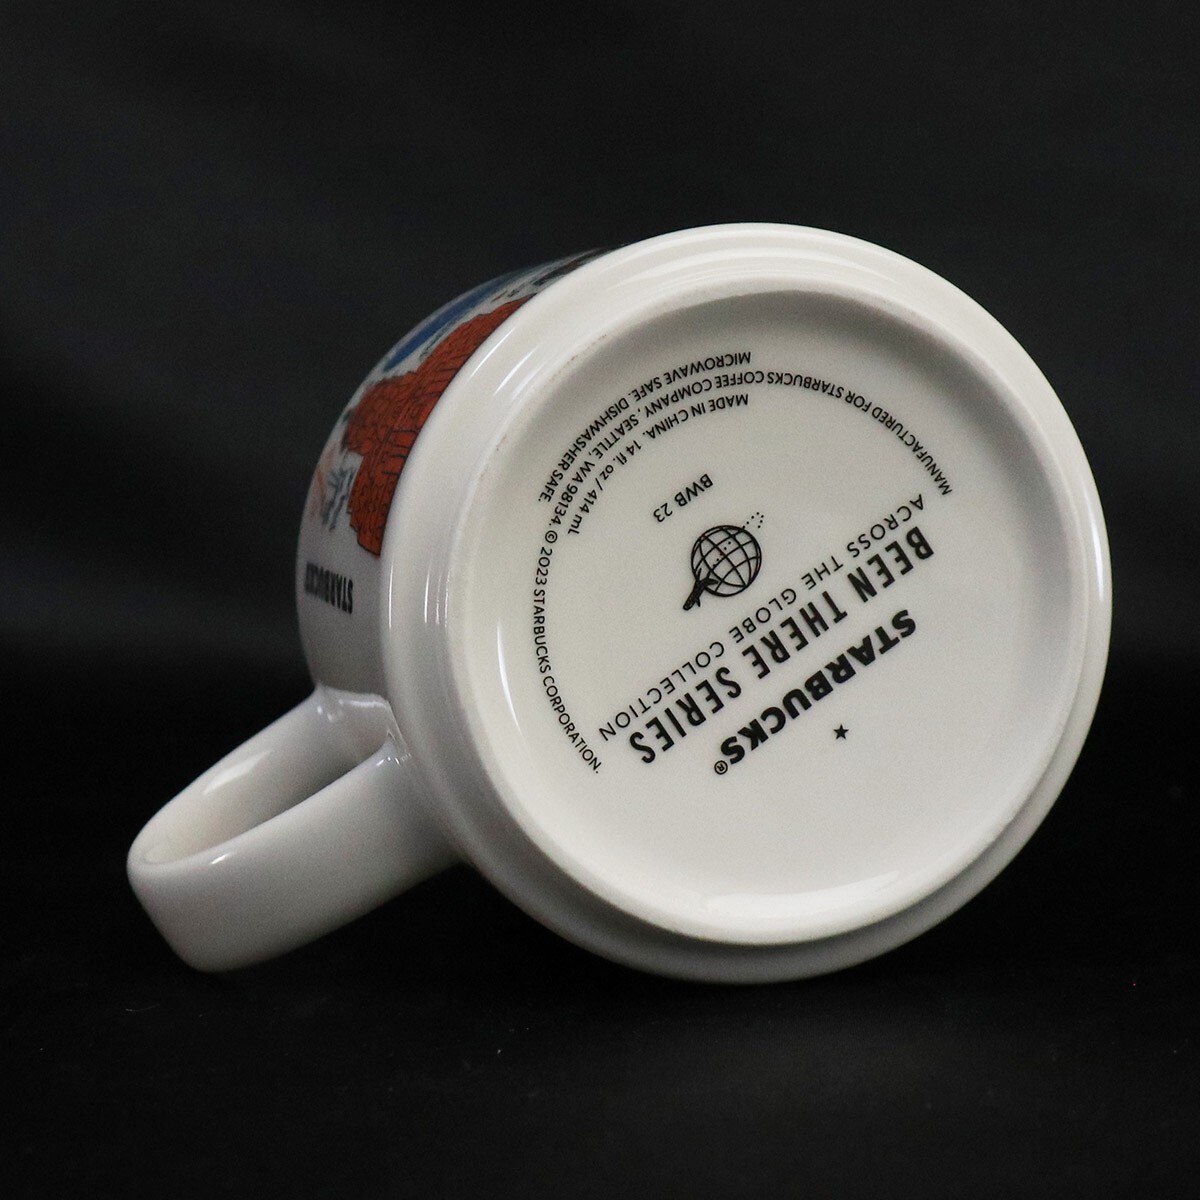 ★
STARBUCKS®
BEEN THERE SERIES
ACROSS THE GLOBE COLLECTION
BWB 23
MANUFACTURED FOR STARBUCKS COFFEE COMPANY, SEATTLE, WA 98134. © 2023 STARBUCKS CORPORATION.
MADE IN CHINA. 14 fl. oz / 414 mL
MICROWAVE SAFE. DISHWASHER SAFE.
STARBUCKS